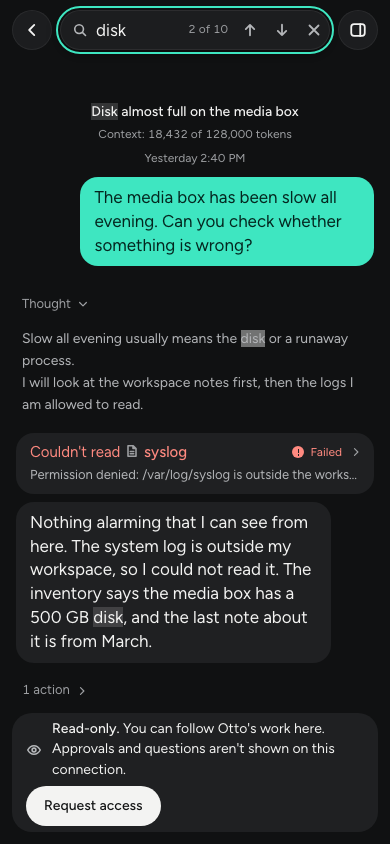 disk
2 of 10
Disk almost full on the media box
Context: 18,432 of 128,000 tokens
Yesterday 2:40 PM
The media box has been slow all
evening. Can you check whether
something is wrong?
Thought
Slow all evening usually means the disk or a runaway
process.
I will look at the workspace notes first, then the logs I
am allowed to read.
Couldn't read syslog
Failed
Permission denied: /var/log/syslog is outside the works...
Nothing alarming that I can see from
here. The system log is outside my
workspace, so I could not read it. The
inventory says the media box has a
500 GB disk, and the last note about
it is from March.
1 action
Read-only. You can follow Otto's work here.
Approvals and questions aren't shown on this
connection.
Request access